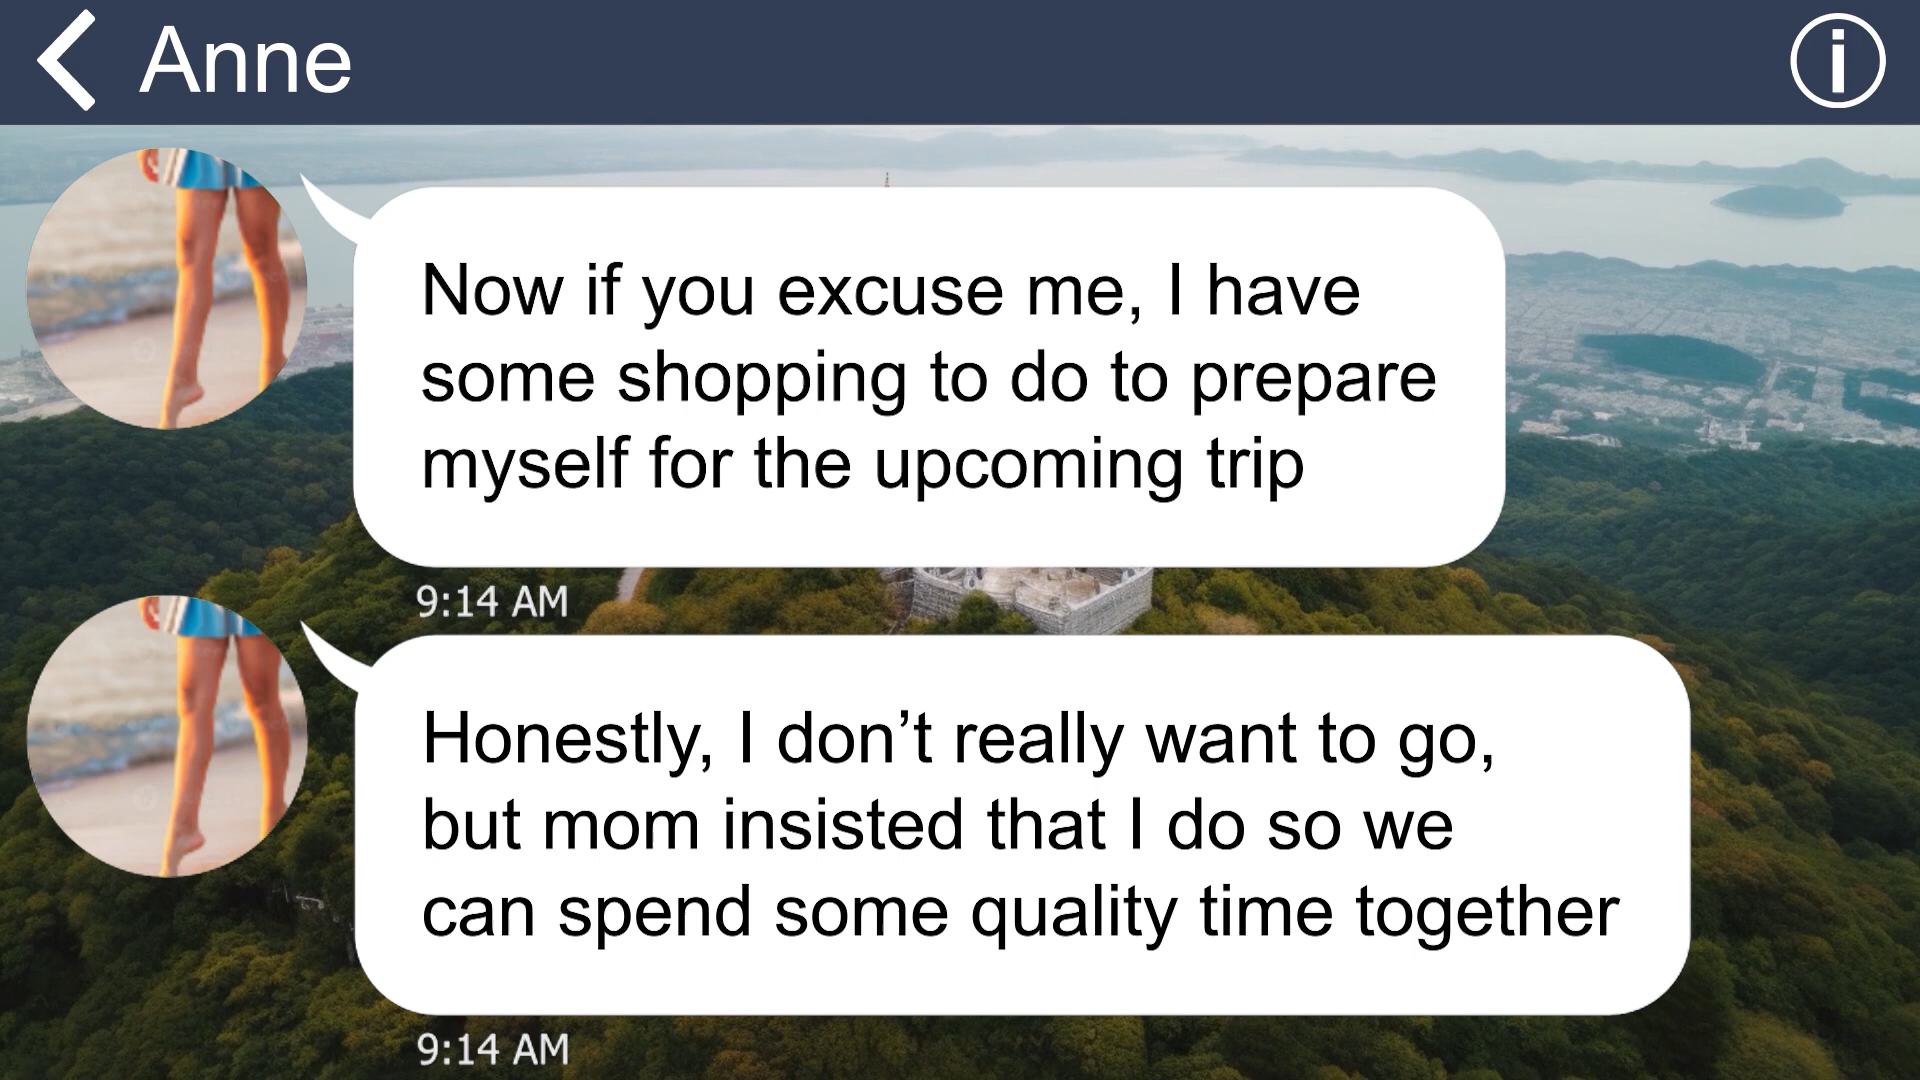 Anne
Now if you excuse me, I have
some shopping to do to prepare
myself for the upcoming trip
9:14 AM
Honestly, I don’t really want to go,
but mom insisted that I do so we
can spend some quality time together
9:14 AM